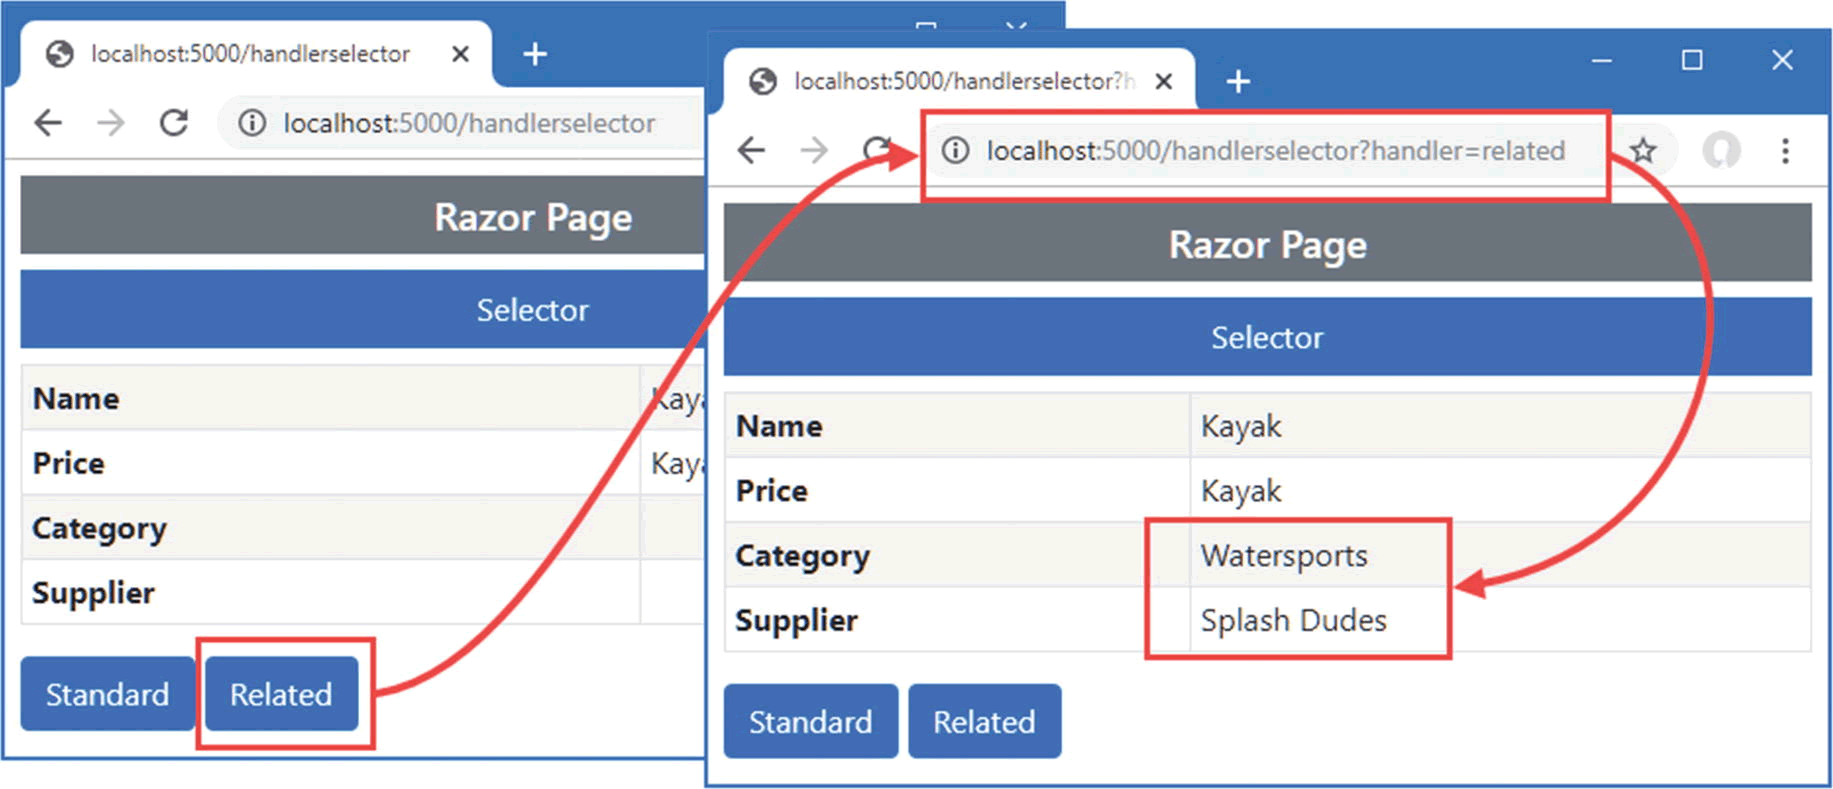 localhost:5000/handlerselector
localhost:5000/handlerselector
Razor Page
Selector
Name Kaya
Price Kaya
Category
Supplier
Standard Related
localhost:5000/handlerselector?h
localhost:5000/handlerselector?handler=related
Razor Page
Selector
Name Kayak
Price Kayak
Category Watersports
Supplier Splash Dudes
Standard Related